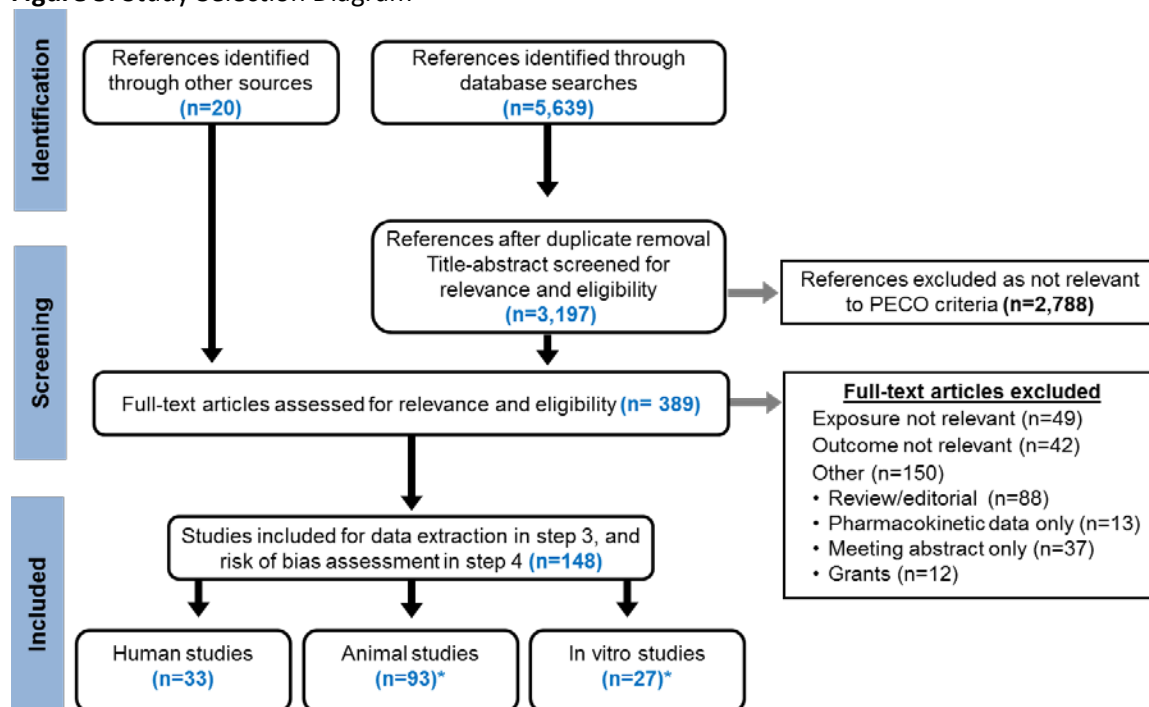 Study Selection Diagram
Identification
References identified
through other sources
(n=20)
References identified through
database searches
(n=5,639)
Screening
References after duplicate removal
Title-abstract screened for
relevance and eligibility
(n=3,197)
References excluded as not relevant
to PECO criteria (n=2,788)
Full-text articles assessed for relevance and eligibility (n= 389)
Full-text articles excluded
Exposure not relevant (n=49)
Outcome not relevant (n=42)
Other (n=150)
• Review/editorial (n=88)
• Pharmacokinetic data only (n=13)
• Meeting abstract only (n=37)
• Grants (n=12)
Included
Studies included for data extraction in step 3, and
risk of bias assessment in step 4 (n=148)
Human studies
(n=33)
Animal studies
(n=93)*
In vitro studies
(n=27)*